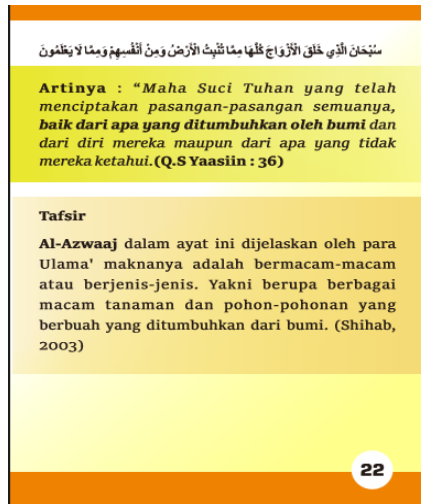 سُبْحَانَ الَّذِي خَلَقَ الْأَزْوَاجَ كُلَّهَا مِمَّا تُنْبِتُ الْأَرْضُ وَمِنْ أَنْفُسِهِمْ وَمِمَّا لَا يَعْلَمُونَ
Artinya : “Maha Suci Tuhan yang telah
menciptakan pasangan-pasangan semuanya,
baik dari apa yang ditumbuhkan oleh bumi dan
dari diri mereka maupun dari apa yang tidak
mereka ketahui.(Q.S Yaasiin : 36)
Tafsir
Al-Azwaaj dalam ayat ini dijelaskan oleh para
Ulama' maknanya adalah bermacam-macam
atau berjenis-jenis. Yakni berupa berbagai
macam tanaman dan pohon-pohonan yang
berbuah yang ditumbuhkan dari bumi. (Shihab,
2003)
22